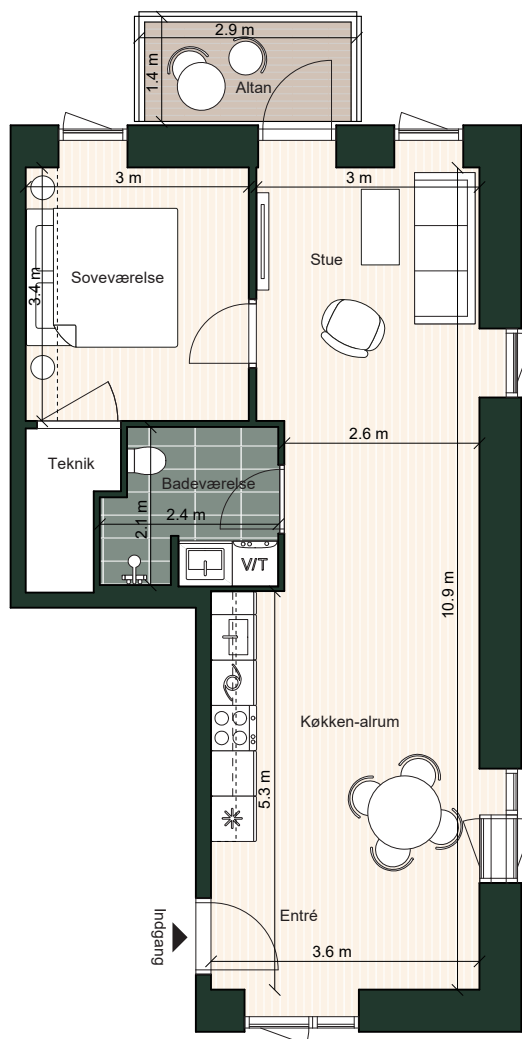 2.9 m
1.4 m
Altan
3 m
3 m
3.4 m
Soveværelse
Stue
2.6 m
Teknik
Badeværelse
2.4 m
2.1 m
V/T
10.9 m
Køkken-alrum
5.3 m
Entré
Indgang
3.6 m